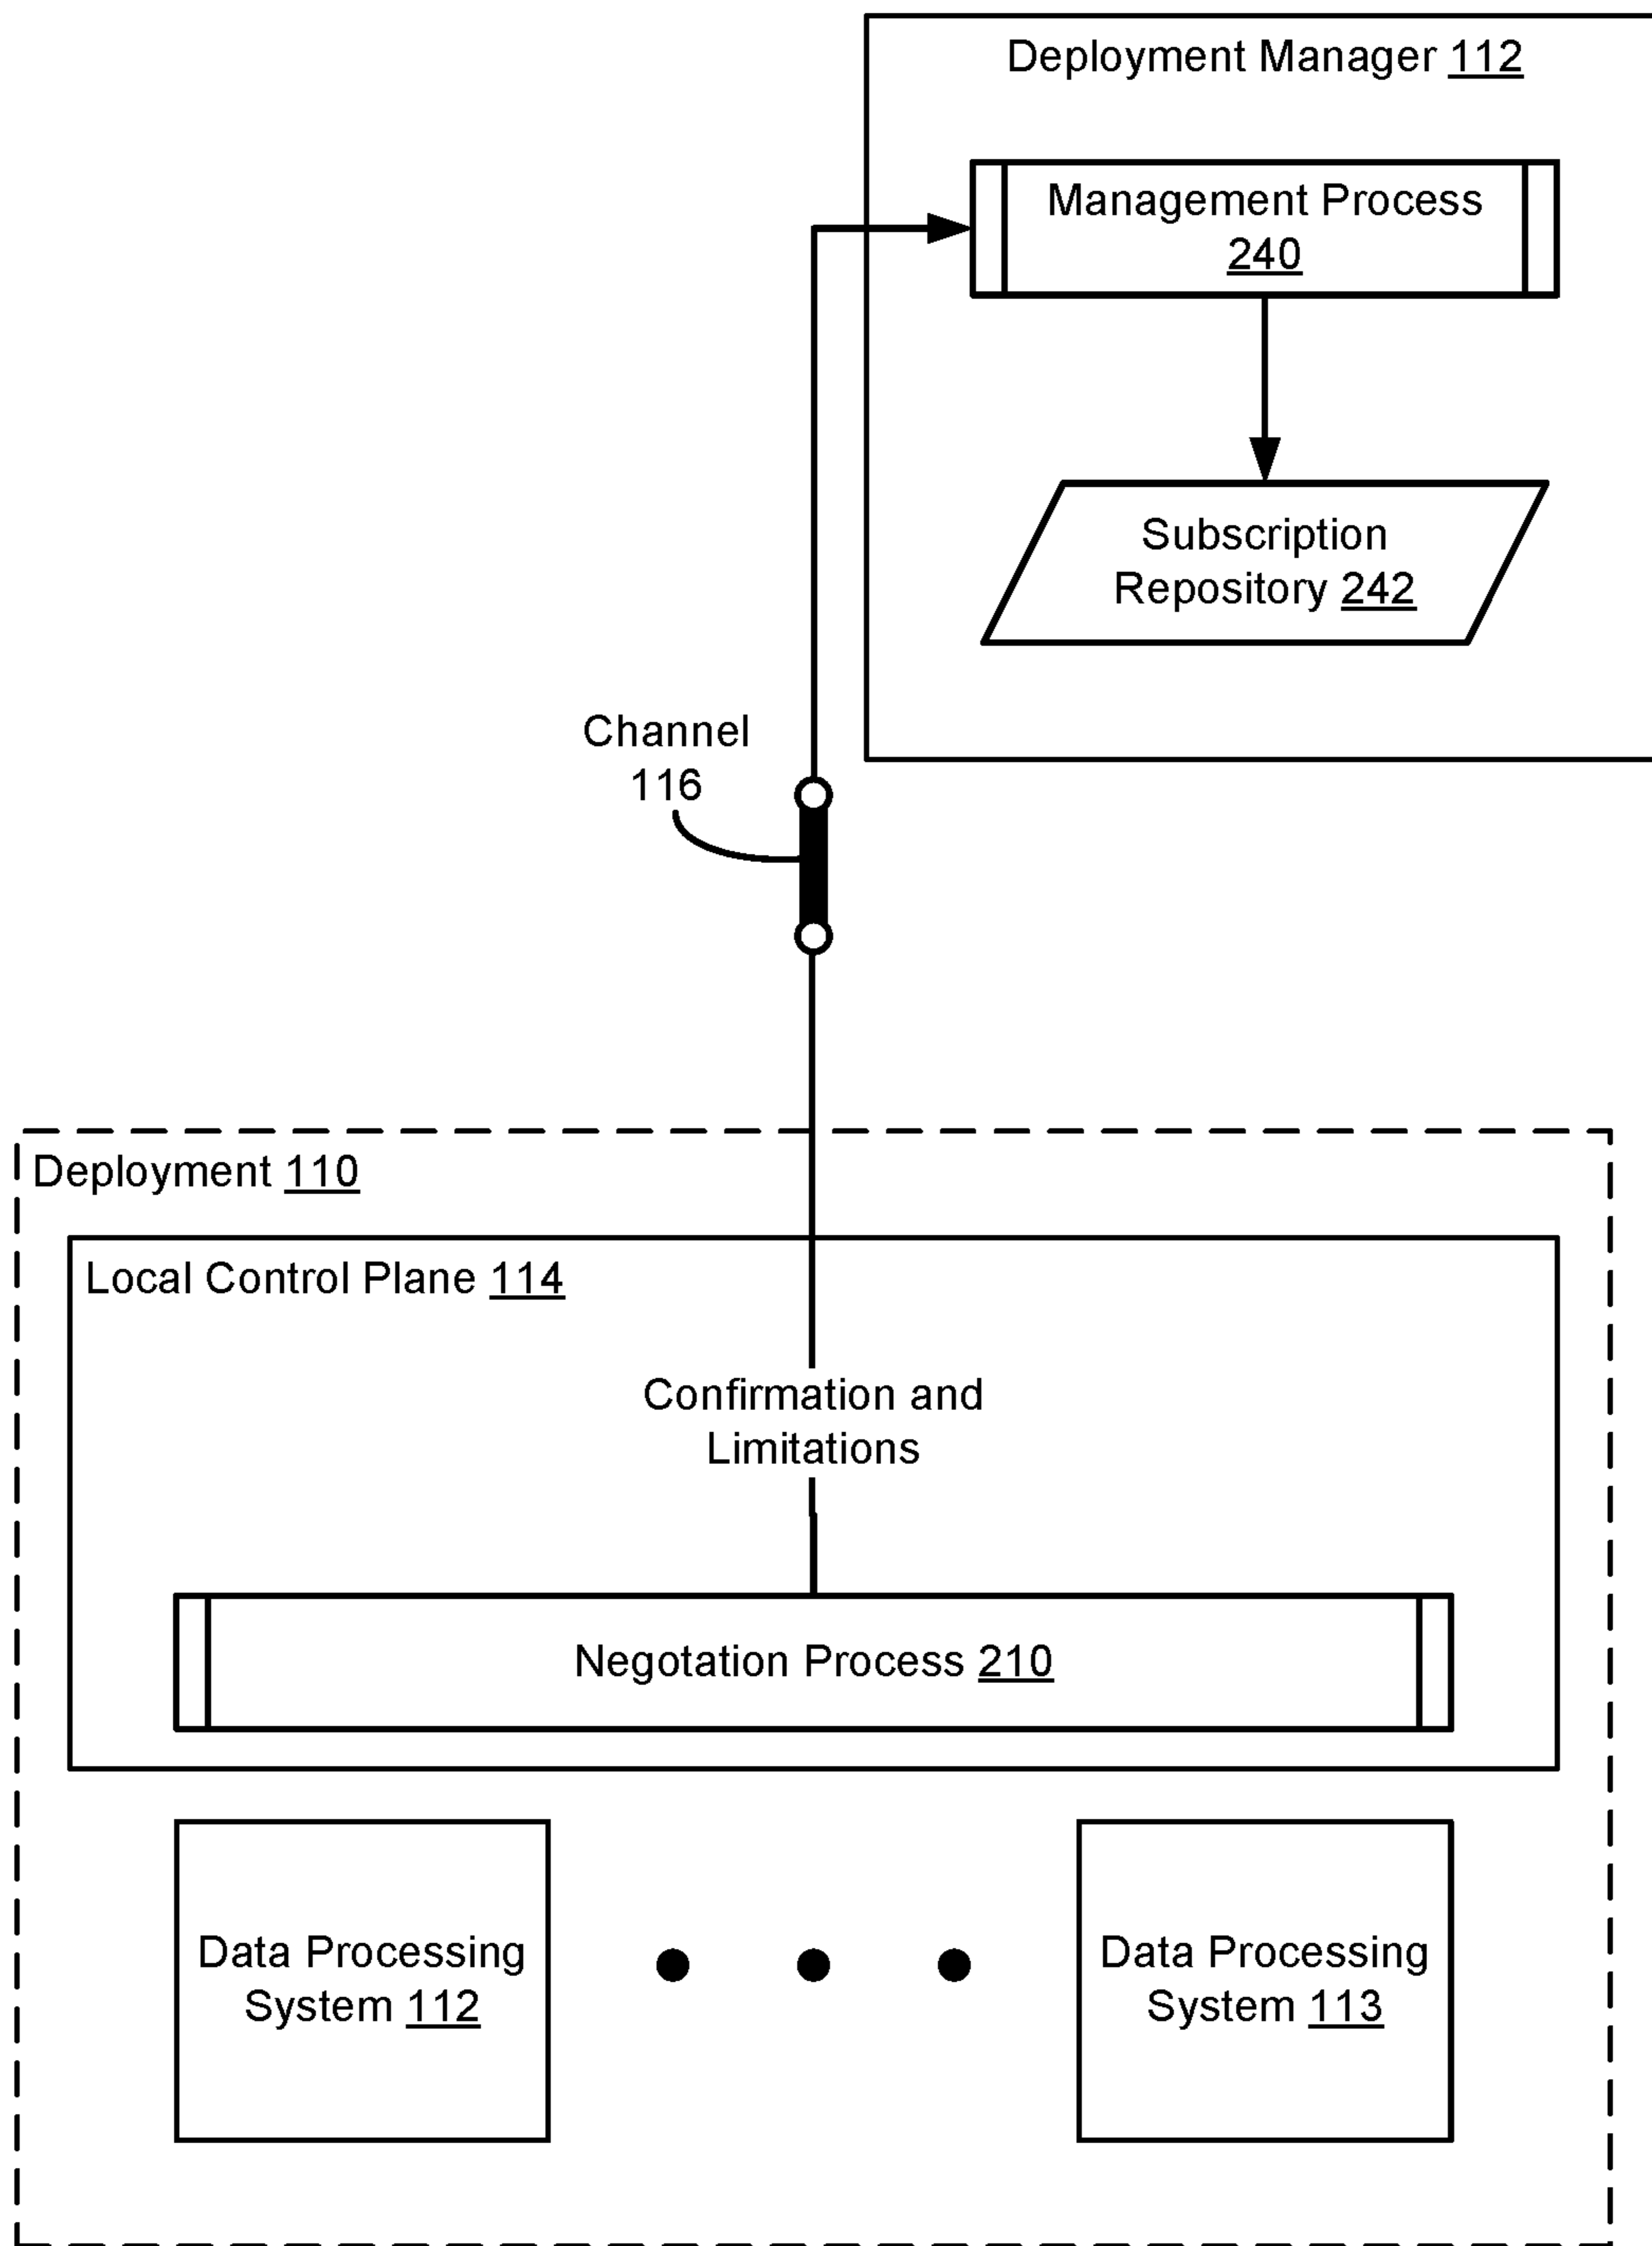 Deployment Manager 112
Management Process
240
Subscription
Repository 242
Channel
116
Deployment 110
Local Control Plane 114
Confirmation and
Limitations
Negotation Process 210
Data Processing
System 112
Data Processing
System 113